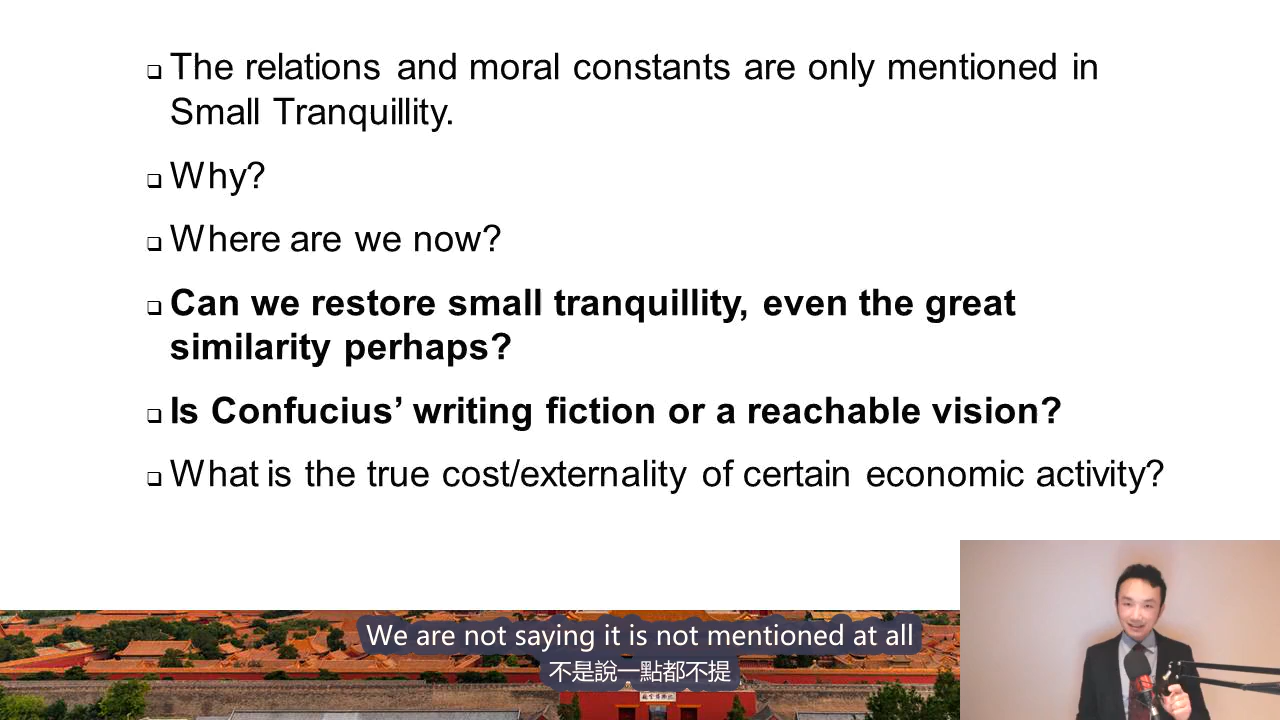 The relations and moral constants are only mentioned in
Small Tranquillity.
Why?
Where are we now?
Can we restore small tranquillity, even the great
similarity perhaps?
Is Confucius’ writing fiction or a reachable vision?
What is the true cost/externality of certain economic activity?
We are not saying it is not mentioned at all
不是說一點都不提